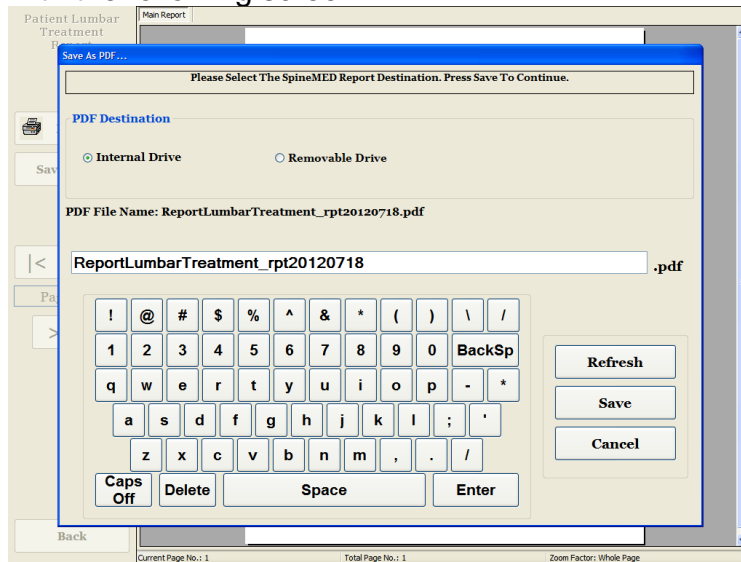 Patient Lumbar
Treatment
Main Report
Save As PDF...
Please Select The SpineMED Report Destination. Press Save To Continue.
PDF Destination
Internal Drive
Removable Drive
Sav
PDF File Name: ReportLumbarTreatment_rpt20120718.pdf
|<
ReportLumbarTreatment_rpt20120718
.pdf
Pa
>
! @ # $ % ^ & * ( ) \ /
1 2 3 4 5 6 7 8 9 0 BackSp
q w e r t y u i o p - *
a s d f g h j k l ; '
z x c v b n m , . /
Caps Off Delete Space Enter
Refresh
Save
Cancel
Back
Current Page No.: 1
Total Page No.: 1
Zoom Factor: Whole Page